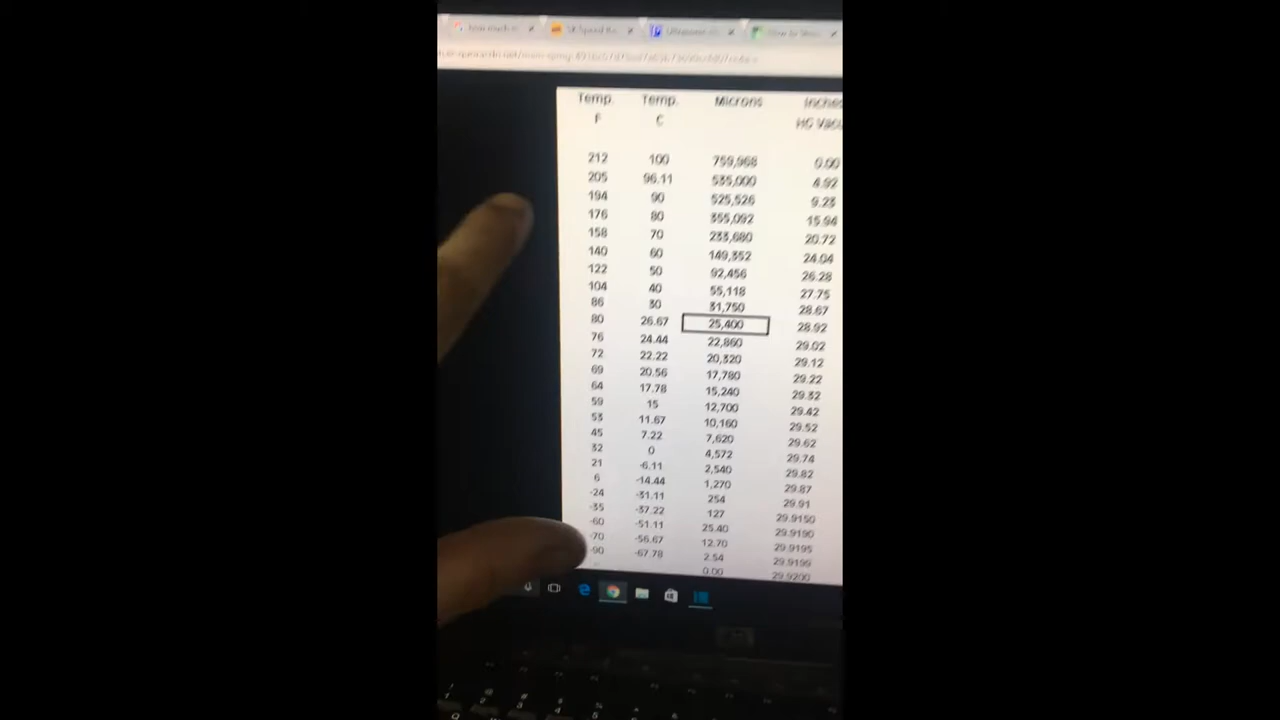 how much
SX Speed
Ultrasonic
How to
Temp. Temp. Microns Inches
F C HG Vacu
212 100 759,968 0.00
205 96.11 535,000 4.92
194 90 525,526 9.23
176 80 355,092 15.94
158 70 233,680 20.72
140 60 149,352 24.04
122 50 92,456 26.28
104 40 55,118 27.75
86 30 31,750 28.67
80 26.67 25,400 28.92
76 24.44 22,860 29.02
72 22.22 20,320 29.12
69 20.56 17,780 29.22
64 17.78 15,240 29.32
59 15 12,700 29.42
53 11.67 10,160 29.52
45 7.22 7,620 29.62
32 0 4,572 29.74
21 -6.11 2,540 29.82
6 -14.44 1,270 29.87
-24 -31.11 254 29.91
-35 -37.22 127 29.9150
-60 -51.11 25.40 29.9190
-70 -56.67 12.70 29.9195
-90 -67.78 2.54 29.9199
0.00 29.9200